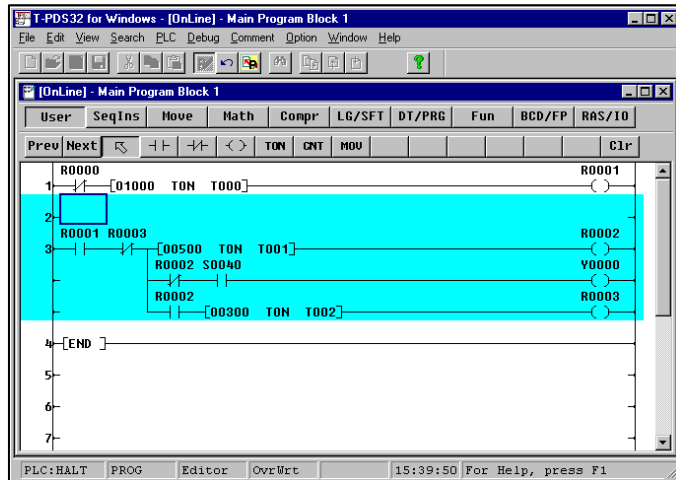 T-PDS32 for Windows - [OnLine] - Main Program Block 1
File Edit View Search PLC Debug Comment Option Window Help
[OnLine] - Main Program Block 1
User SeqIns Move Math Compr LG/SFT DT/PRG Fun BCD/FP RAS/IO
Prev Next TON CNT MOV Clr
R0000 R0001
1 [01000 TON T000]
2
R0001 R0003 R0002
3 [00500 TON T001]
R0002 S0040 Y0000
R0002 R0003
[00300 TON T002]
4 [END ]
5
6
7
PLC:HALT PROG Editor OvrWrt 15:39:50 For Help, press F1